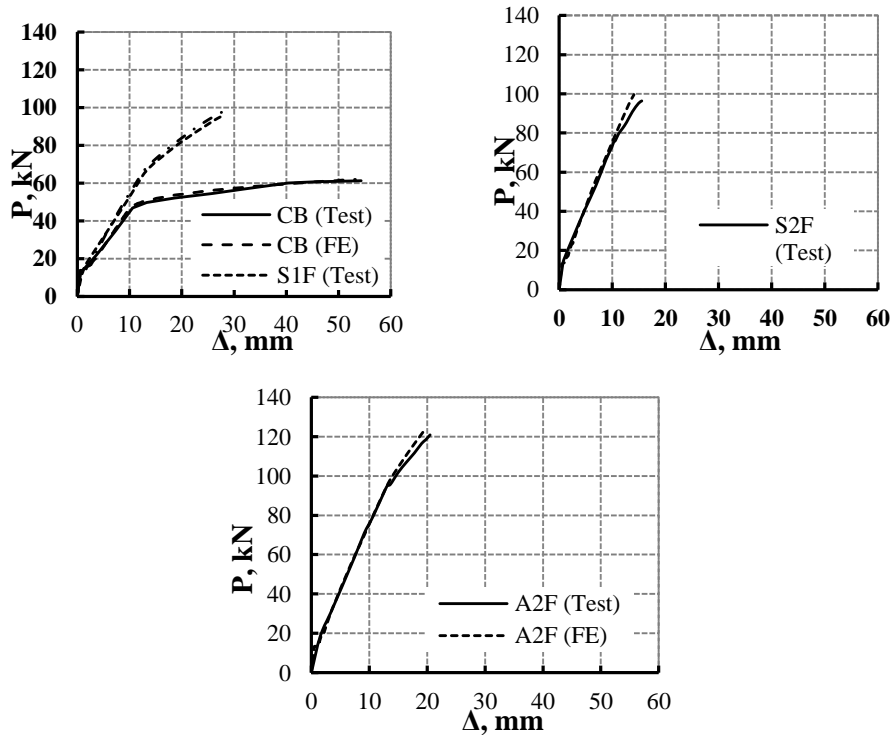 140
120
100
80
60
40
20
0
P, kN
CB (Test)
CB (FE)
S1F (Test)
0 10 20 30 40 50 60
Δ, mm
140
120
100
80
60
40
20
0
P, kN
S2F
(Test)
0 10 20 30 40 50 60
Δ, mm
140
120
100
80
60
40
20
0
P, kN
A2F (Test)
A2F (FE)
0 10 20 30 40 50 60
Δ, mm